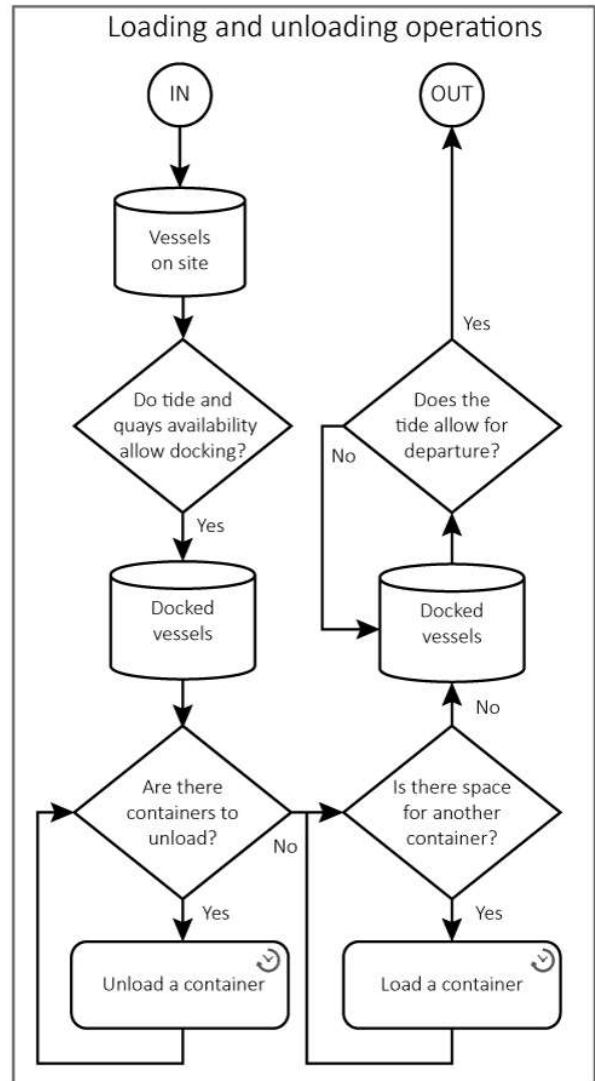 Loading and unloading operations
IN
Vessels
on site
Do tide and
quays availability
allow docking?
Yes
Docked
vessels
Are there
containers to
unload?
No
Yes
Unload a container
OUT
Yes
Does the
tide allow for
departure?
No
Docked
vessels
No
Is there space
for another
container?
Yes
Load a container